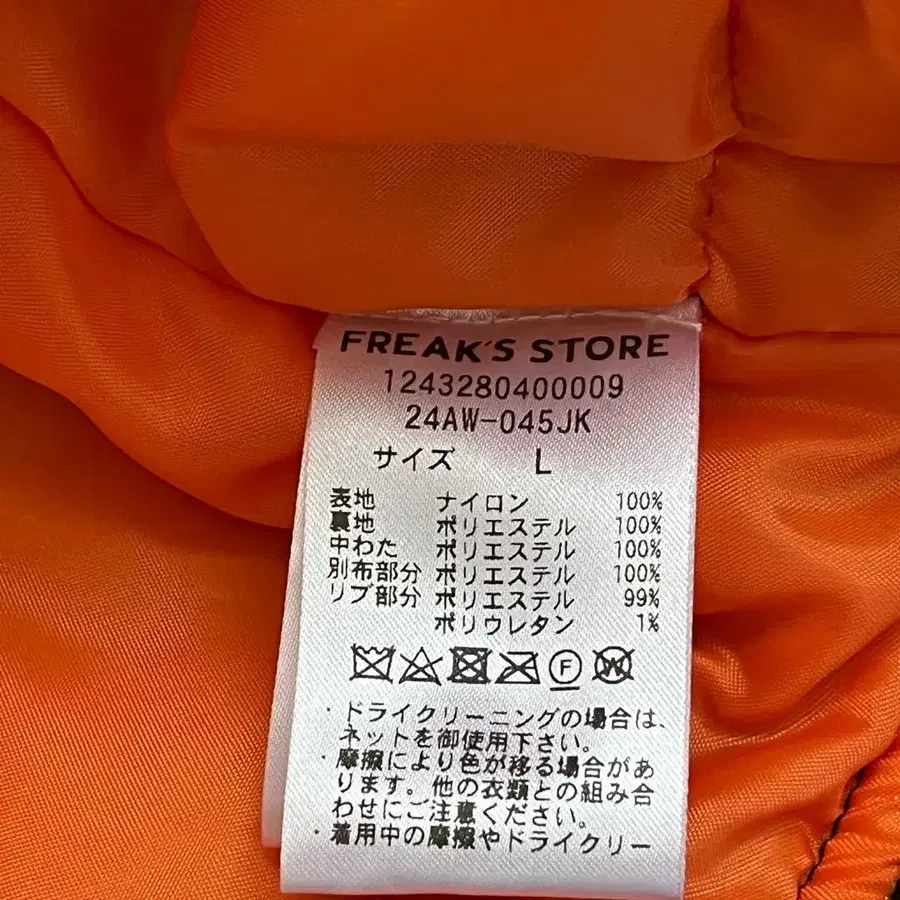 FREAK'S STORE
1243280400009
24AW-045JK
サイズ L
表地 ナイロン 100%
裏地 ポリエステル 100%
中わた ポリエステル 100%
別布部分 ポリエステル 100%
リブ部分 ポリエステル 99%
ポリウレタン 1%
F W
・ドライクリーニングの場合は、
ネットを御使用下さい。
・摩擦により色が移る場合があ
ります。他の衣類との組み合
わせにご注意ください。
・着用中の摩擦やドライクリー